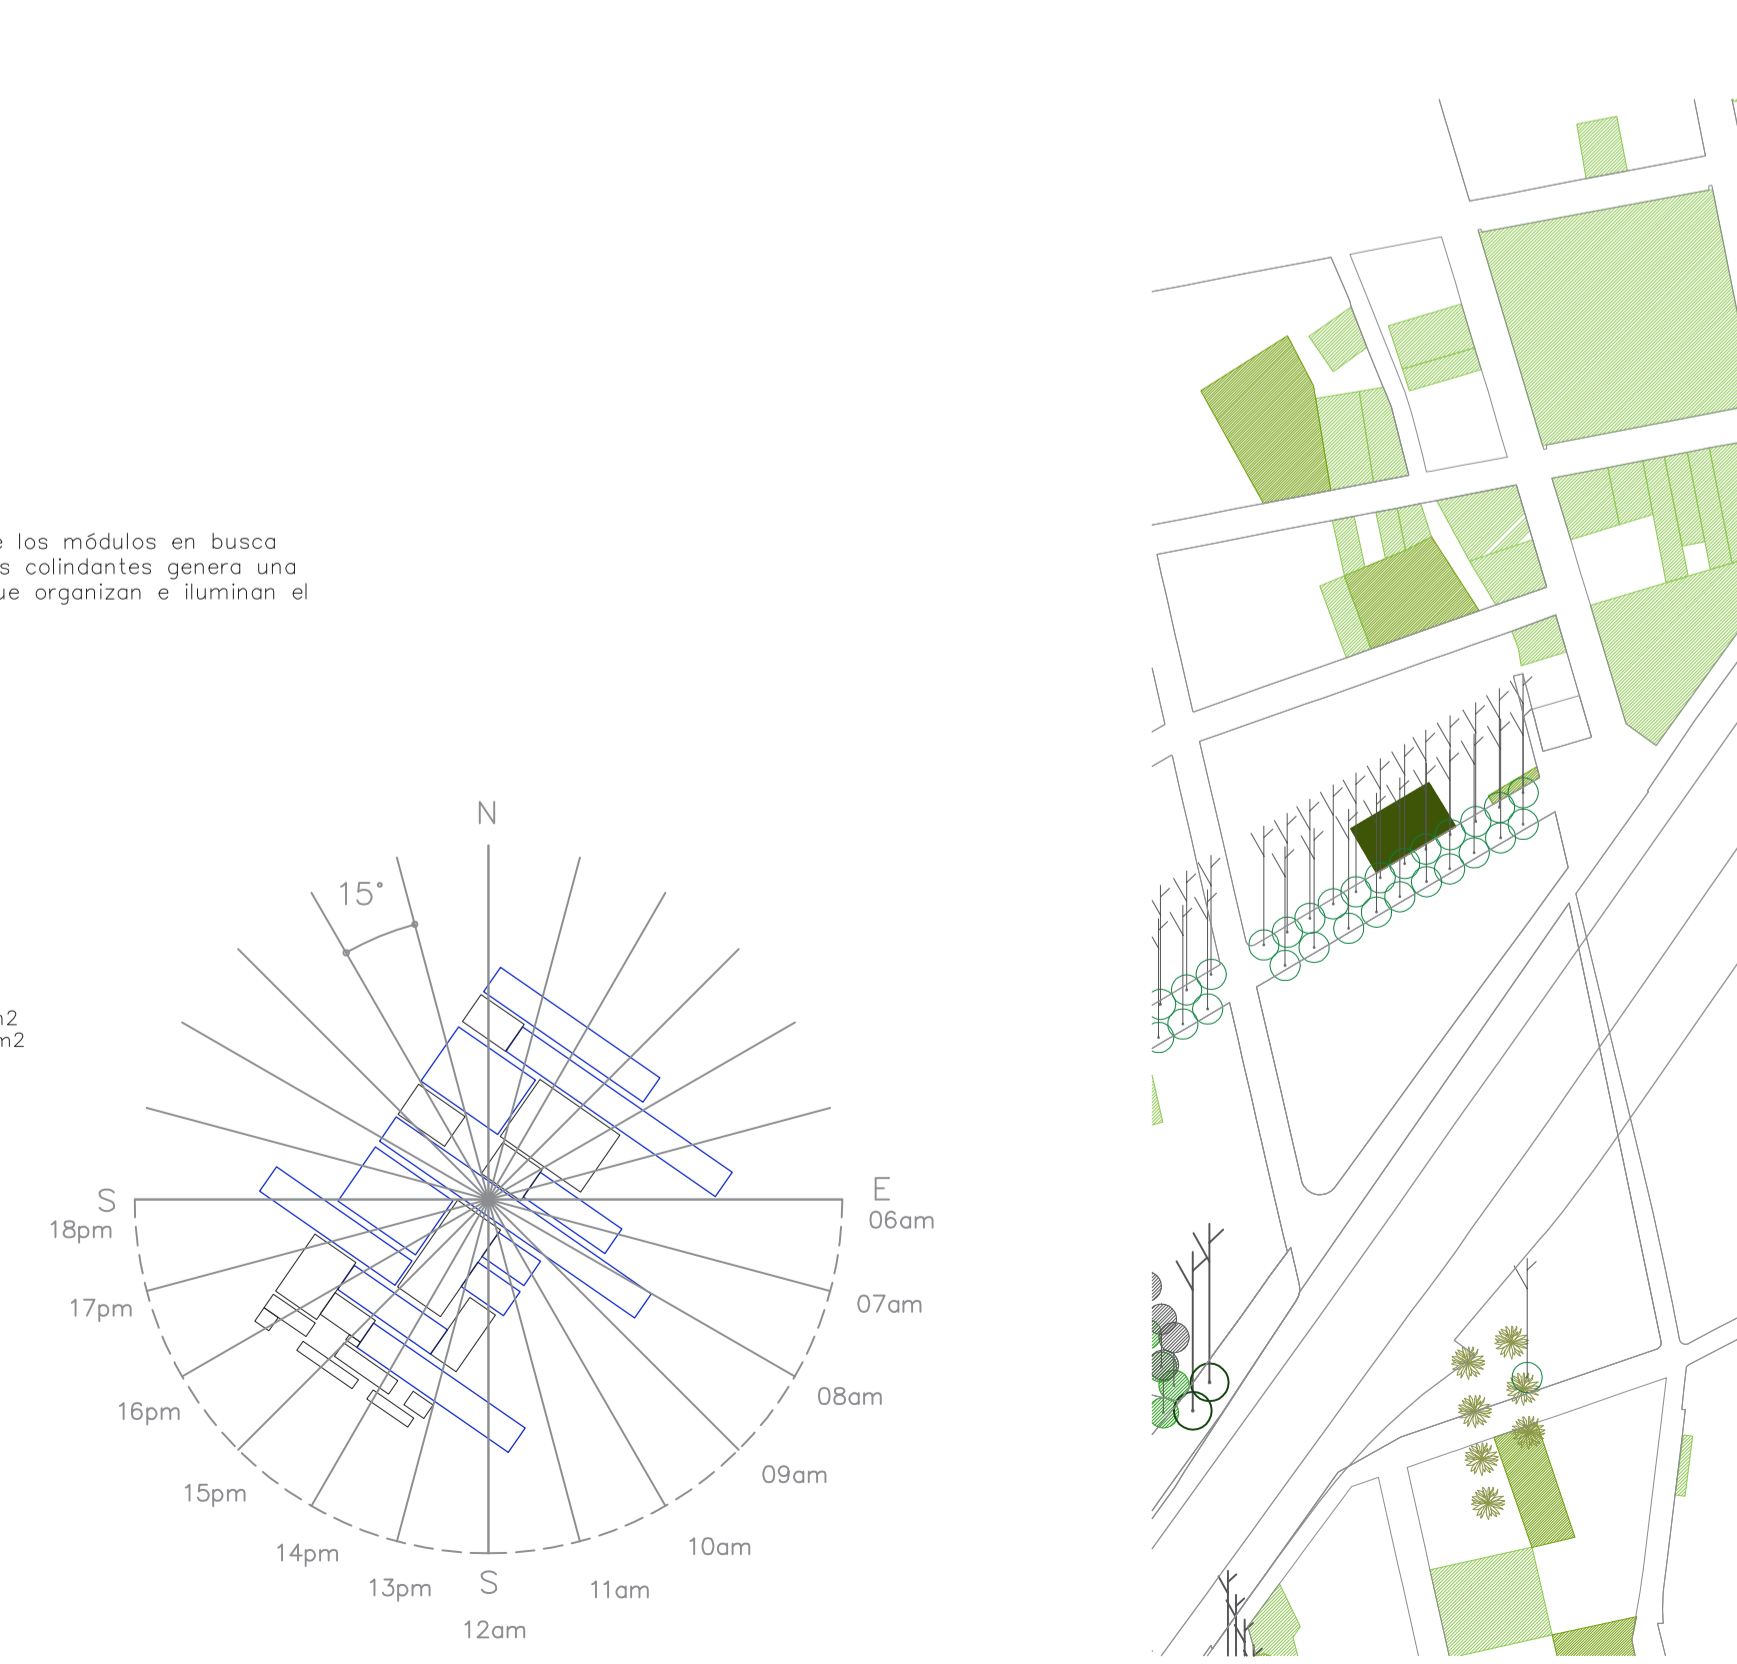 los módulos en busca
colindantes genera una
organizan e iluminan el
m2
N
15°
S
18pm
E
06am
17pm
07am
16pm
08am
15pm
09am
14pm
10am
13pm
S
11am
12am